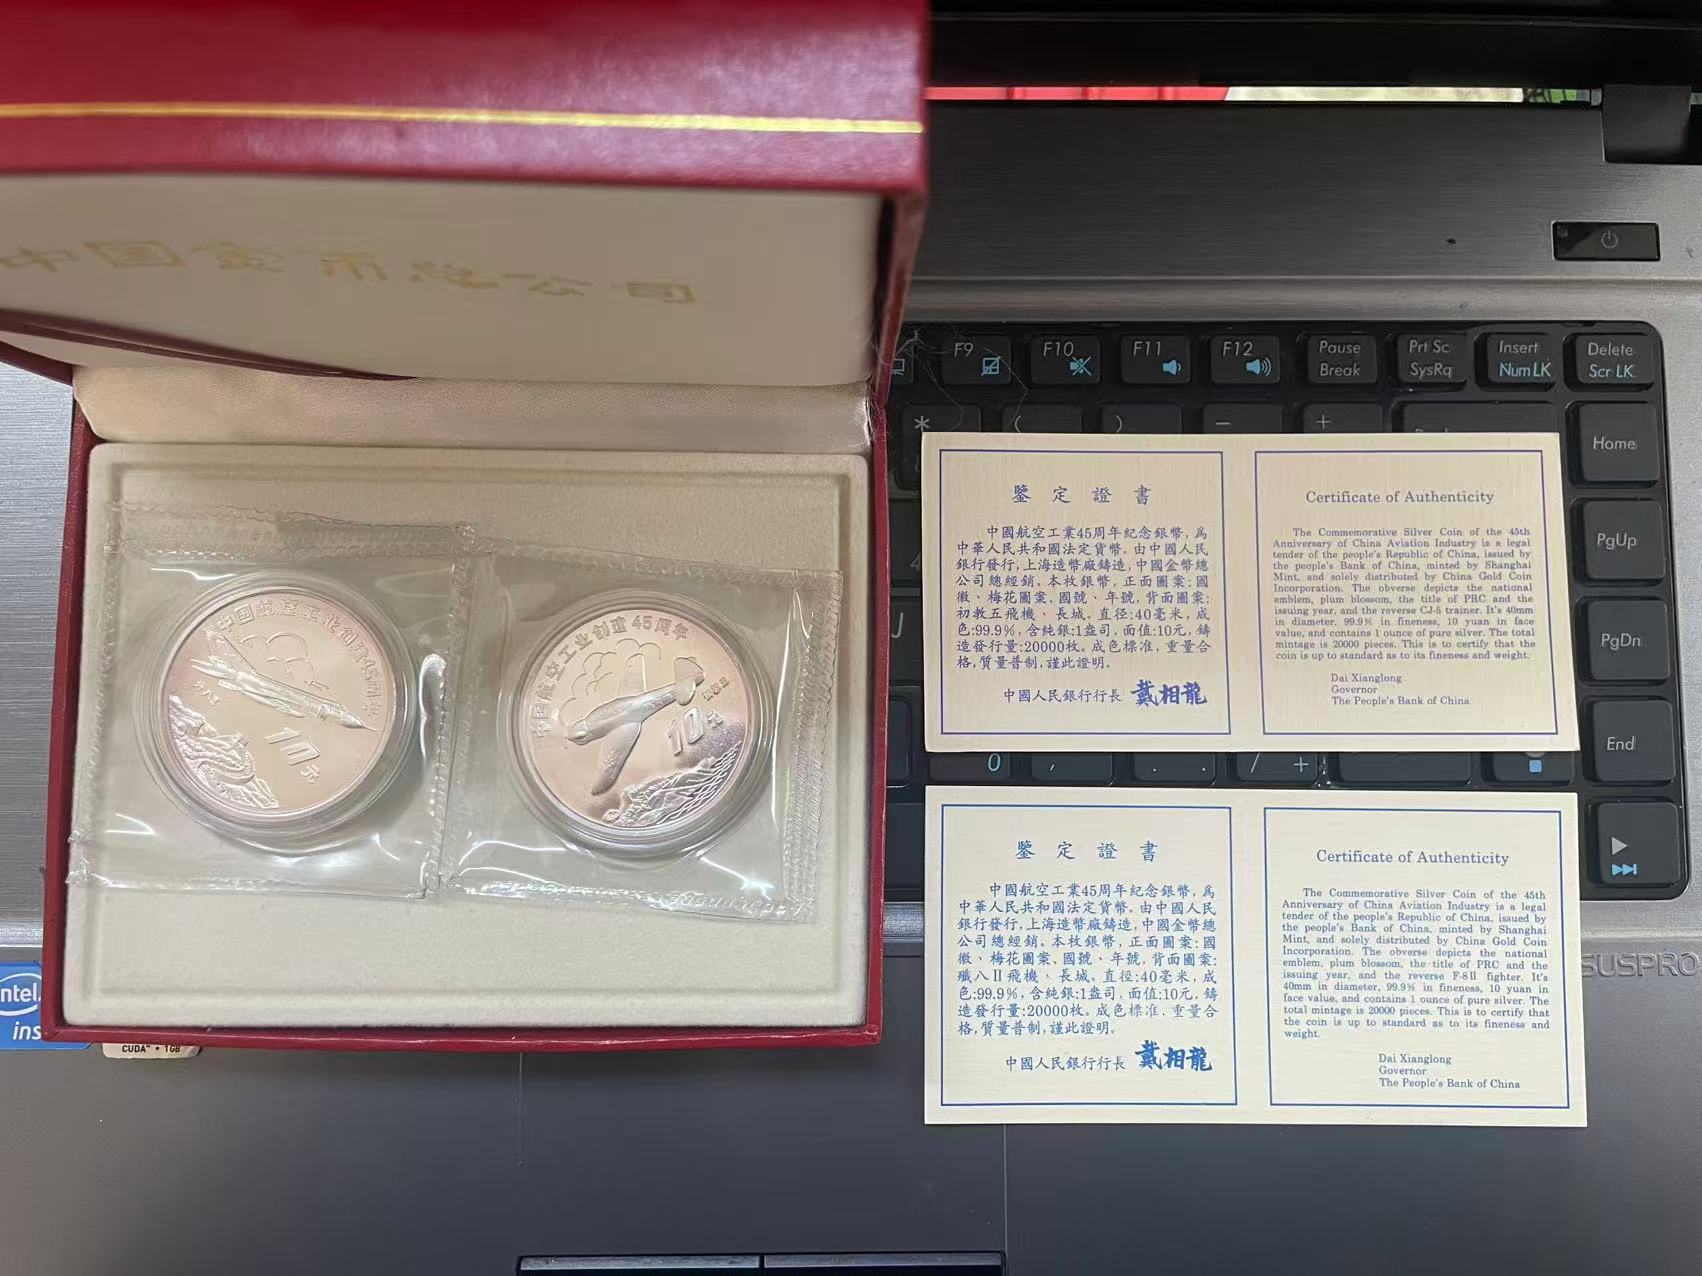 中国金币总公司
中国航空工业创建45周年
歼八Ⅱ
10元
中国航空工业创建45周年
初教五
10元
鑒定證書
中國航空工業45周年紀念銀幣,爲
中華人民共和國法定貨幣。由中國人民
銀行發行,上海造幣廠鑄造,中國金幣總
公司總經銷。本枚銀幣,正面圖案:國
徽、梅花圖案、國號、年號,背面圖案:
初教五飛機、長城。直徑:40毫米,成
色:99.9%,含純銀:1盎司,面值:10元,鑄
造發行量:20000枚。成色標准,重量合
格,質量普制,謹此證明。
中國人民銀行行長 戴相龍
Certificate of Authenticity
The Commemorative Silver Coin of the 45th
Anniversary of China Aviation Industry is a legal
tender of the people's Republic of China, issued by
the people's Bank of China, minted by Shanghai
Mint, and solely distributed by China Gold Coin
Incorporation. The obverse depicts the national
emblem, plum blossom, the title of PRC and the
issuing year, and the reverse CJ-5 trainer. It's 40mm
in diameter, 99.9% in fineness, 10 yuan in face
value, and contains 1 ounce of pure silver. The total
mintage is 20000 pieces. This is to certify that the
coin is up to standard as to its fineness and weight.
Dai Xianglong
Governor
The People's Bank of China
鑒定證書
中國航空工業45周年紀念銀幣,爲
中華人民共和國法定貨幣。由中國人民
銀行發行,上海造幣廠鑄造,中國金幣總
公司總經銷。本枚銀幣,正面圖案:國
徽、梅花圖案、國號、年號,背面圖案:
殲八Ⅱ飛機、長城。直徑:40毫米,成
色:99.9%,含純銀:1盎司,面值:10元,鑄
造發行量:20000枚。成色標准,重量合
格,質量普制,謹此證明。
中國人民銀行行長 戴相龍
Certificate of Authenticity
The Commemorative Silver Coin of the 45th
Anniversary of China Aviation Industry is a legal
tender of the people's Republic of China, issued by
the people's Bank of China, minted by Shanghai
Mint, and solely distributed by China Gold Coin
Incorporation. The obverse depicts the national
emblem, plum blossom, the title of PRC and the
issuing year, and the reverse F-8II fighter. It's
40mm in diameter, 99.9% in fineness, 10 yuan in
face value, and contains 1 ounce of pure silver. The
total mintage is 20000 pieces. This is to certify that
the coin is up to standard as to its fineness and
weight.
Dai Xianglong
Governor
The People's Bank of China
F9
F10
F11
F12
Pause
Break
Prt Sc
SysRq
Insert
Num LK
Delete
Scr LK
* ( ) - +
Home
PgUp
PgDn
End
0 , . / +
SUSPRO
intel
ins
CUDA™ • 1GB